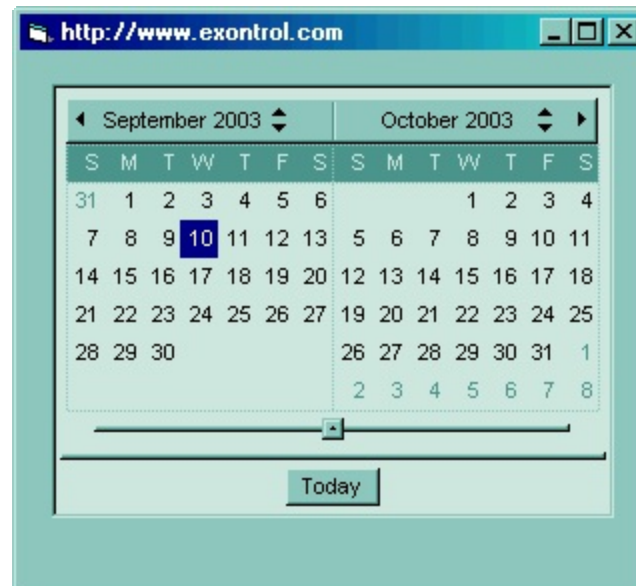 http://www.exontrol.com
September 2003 October 2003
S M T W T F S S M T W T F S
31 1 2 3 4 5 6 1 2 3 4
7 8 9 10 11 12 13 5 6 7 8 9 10 11
14 15 16 17 18 19 20 12 13 14 15 16 17 18
21 22 23 24 25 26 27 19 20 21 22 23 24 25
28 29 30 26 27 28 29 30 31 1
2 3 4 5 6 7 8
Today